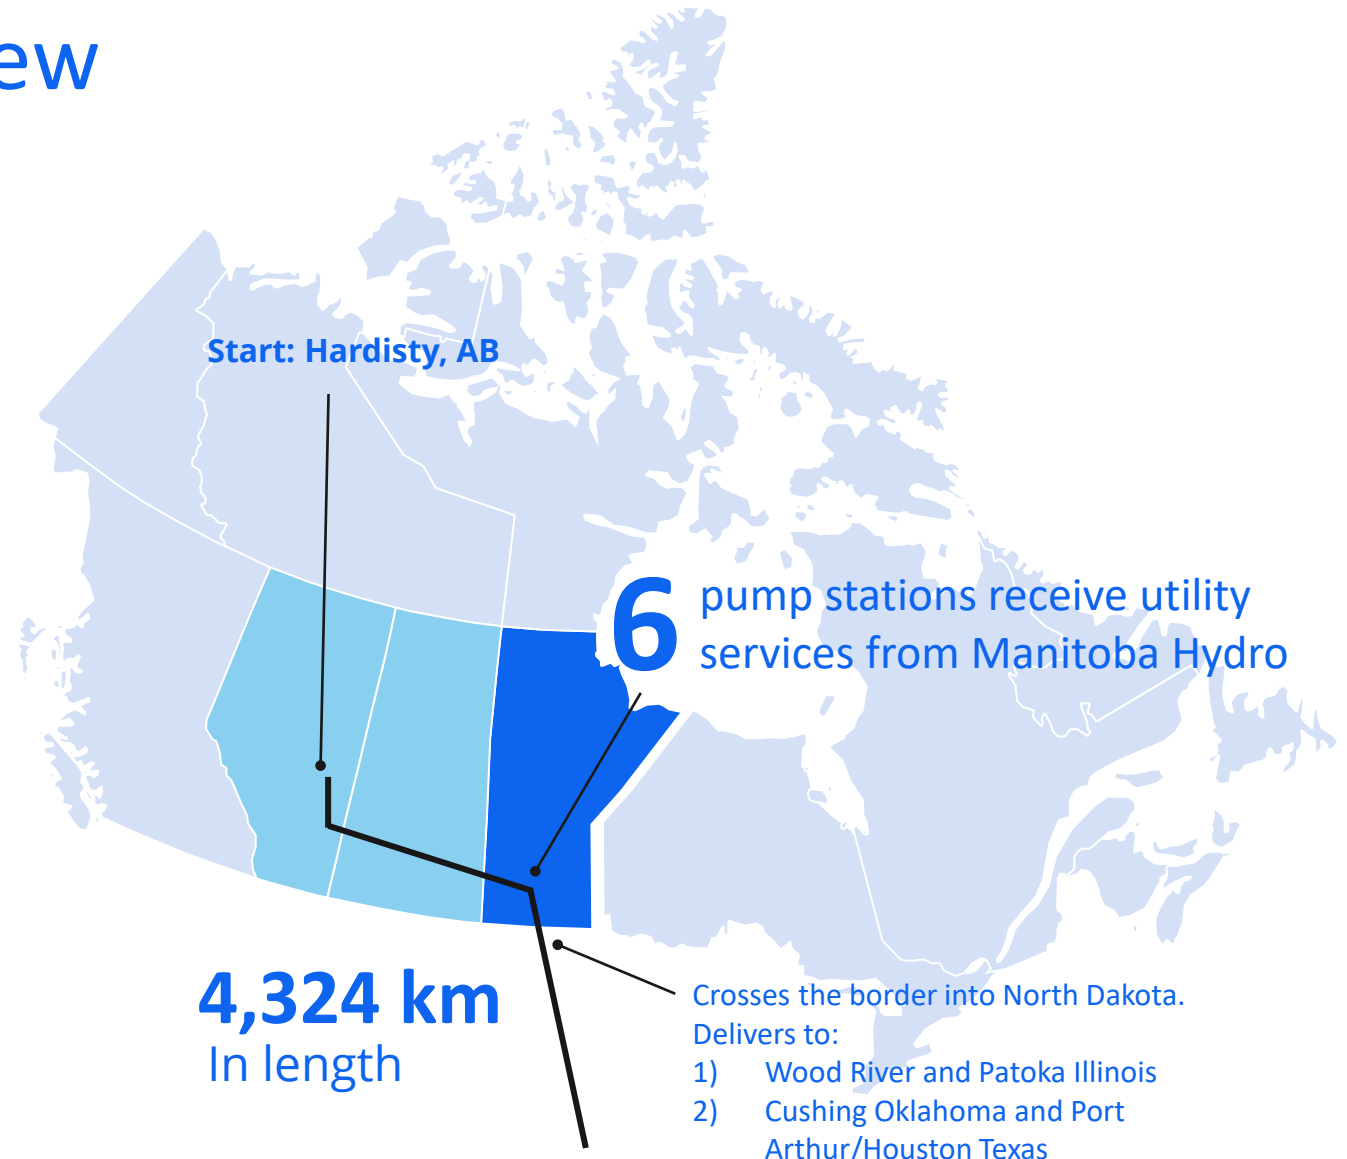 ew
Start: Hardisty, AB
6
pump stations receive utility
services from Manitoba Hydro
4,324 km
In length
Crosses the border into North Dakota.
Delivers to:
1) Wood River and Patoka Illinois
2) Cushing Oklahoma and Port
Arthur/Houston Texas